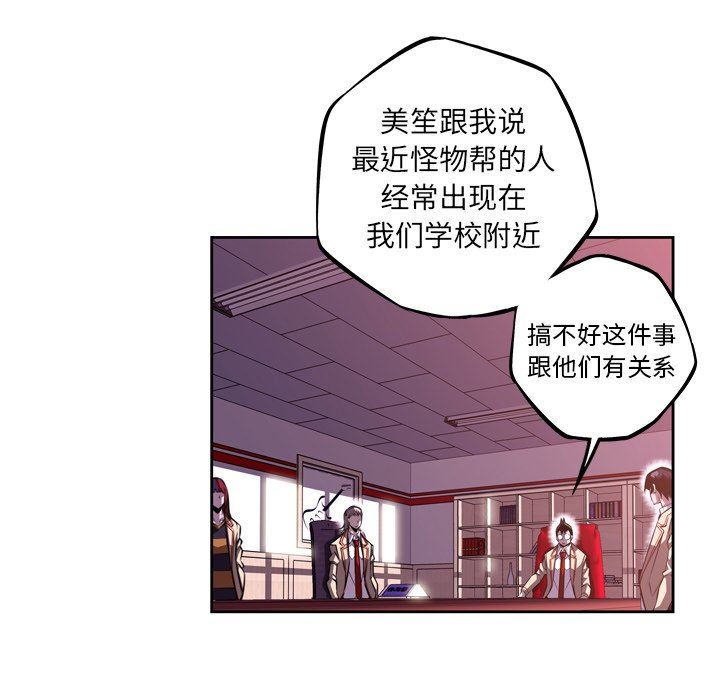 美笙跟我说
最近怪物帮的人
经常出现在
我们学校附近
搞不好这件事
跟他们有关系